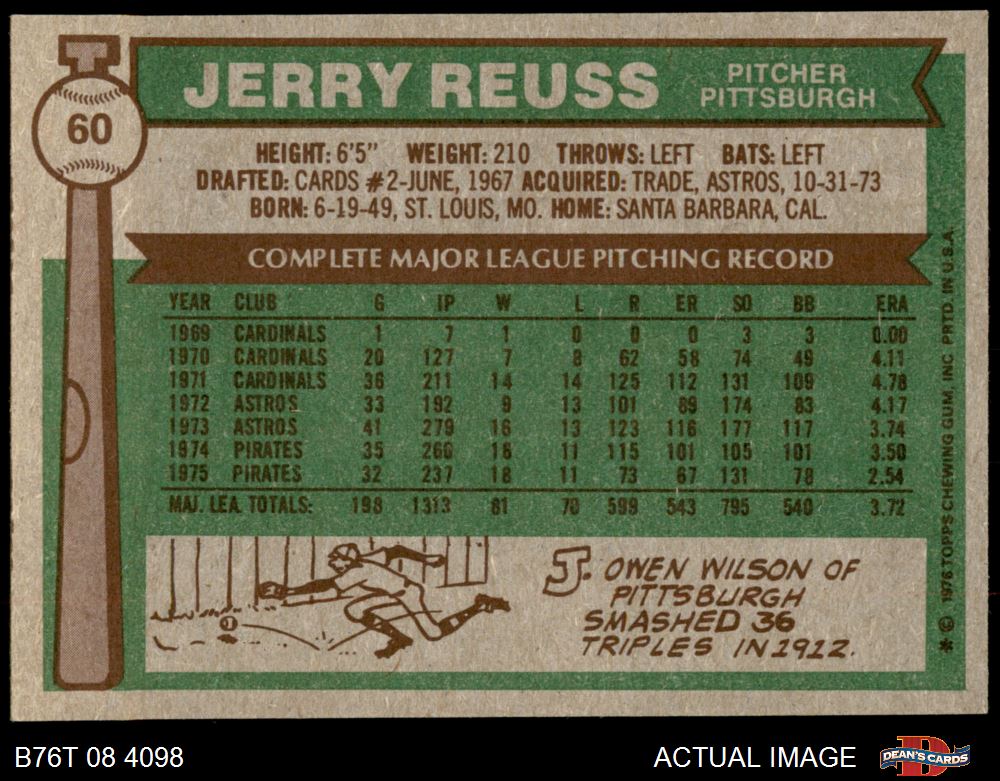 60
JERRY REUSS
PITCHER
PITTSBURGH
HEIGHT: 6'5" WEIGHT: 210 THROWS: LEFT BATS: LEFT
DRAFTED: CARDS #2-JUNE, 1967 ACQUIRED: TRADE, ASTROS, 10-31-73
BORN: 6-19-49, ST. LOUIS, MO. HOME: SANTA BARBARA, CAL.
COMPLETE MAJOR LEAGUE PITCHING RECORD
YEAR CLUB G IP W L R ER SO BB ERA
1969 CARDINALS 1 7 1 0 0 0 3 3 0.00
1970 CARDINALS 20 127 7 8 62 58 74 49 4.11
1971 CARDINALS 36 211 14 14 125 112 131 109 4.78
1972 ASTROS 33 192 9 13 101 89 174 83 4.17
1973 ASTROS 41 279 16 13 123 116 177 117 3.74
1974 PIRATES 35 260 16 11 115 101 105 101 3.50
1975 PIRATES 32 237 18 11 73 67 131 78 2.54
MAJ. LEA. TOTALS: 198 1313 81 70 599 543 795 540 3.72
J. OWEN WILSON OF
PITTSBURGH
SMASHED 36
TRIPLES IN 1912.
* © 1976 TOPPS CHEWING GUM, INC. PRTD. IN U.S.A.
B76T 08 4098
ACTUAL IMAGE
DEAN'S CARDS